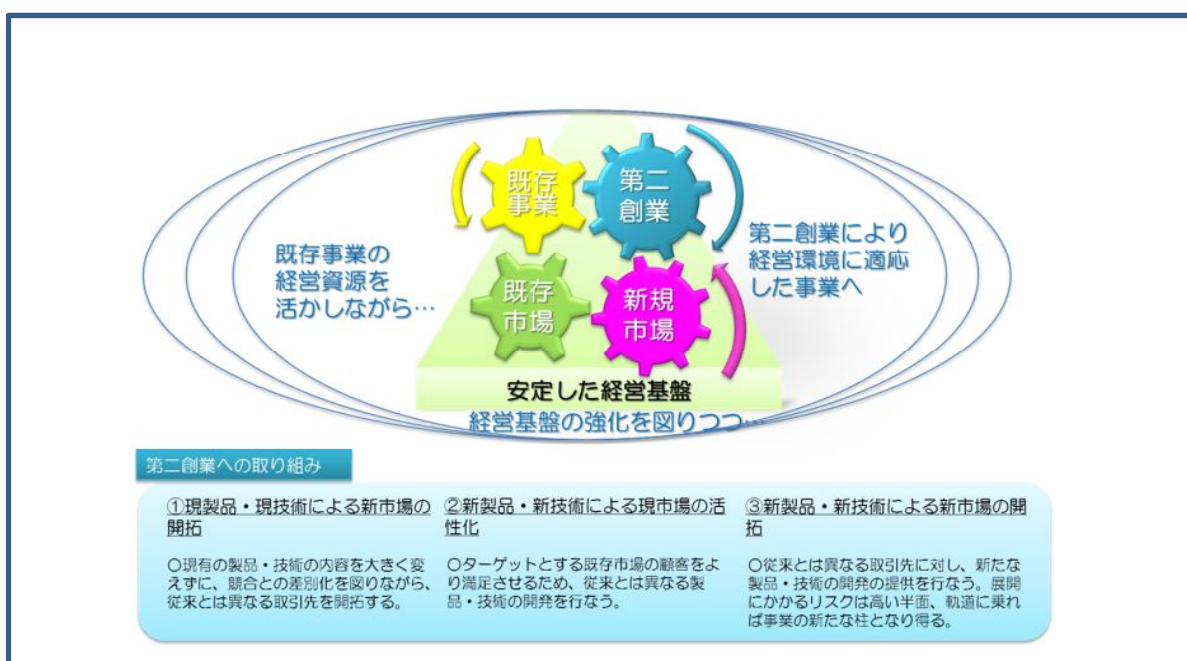 既存
事業
第二
創業
既存事業の
経営資源を
活かしながら…
第二創業により
経営環境に適応
した事業へ
既存
市場
新規
市場
安定した経営基盤
経営基盤の強化を図りつつ…
第二創業への取り組み
①現製品・現技術による新市場の
開拓
〇現有の製品・技術の内容を大きく変
えずに、競合との差別化を図りながら、
従来とは異なる取引先を開拓する。
②新製品・新技術による現市場の活
性化
〇ターゲットとする既存市場の顧客をよ
り満足させるため、従来とは異なる製
品・技術の開発を行なう。
③新製品・新技術による新市場の開
拓
〇従来とは異なる取引先に対し、新たな
製品・技術の開発の提供を行なう。展開
にかかるリスクは高い半面、軌道に乗れ
ば事業の新たな柱となり得る。